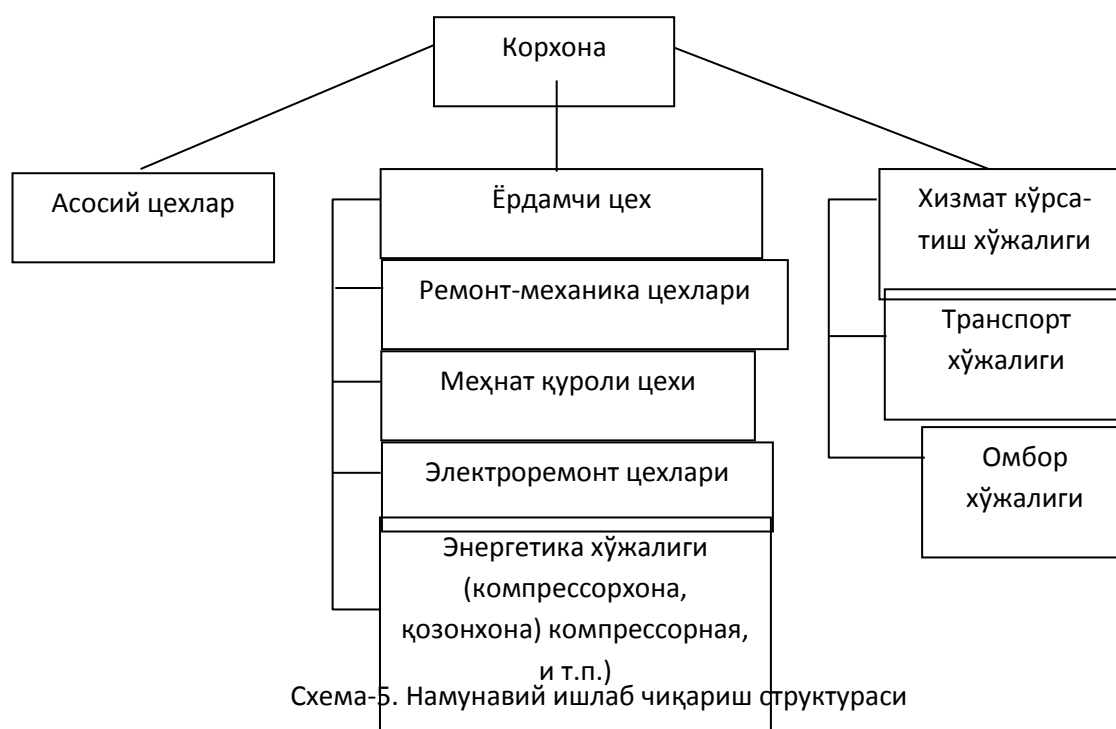 Корхона
Асосий цехлар
Ёрдамчи цех
Ремонт-механика цехлари
Меҳнат қуроли цехи
Электроремонт цехлари
Энергетика хўжалиги
(компрессорхона,
қозонхона) компрессорная,
и т.п.)
Хизмат кўрса-
тиш хўжалиги
Транспорт
хўжалиги
Омбор
хўжалиги
Схема-5. Намунавий ишлаб чиқариш структураси